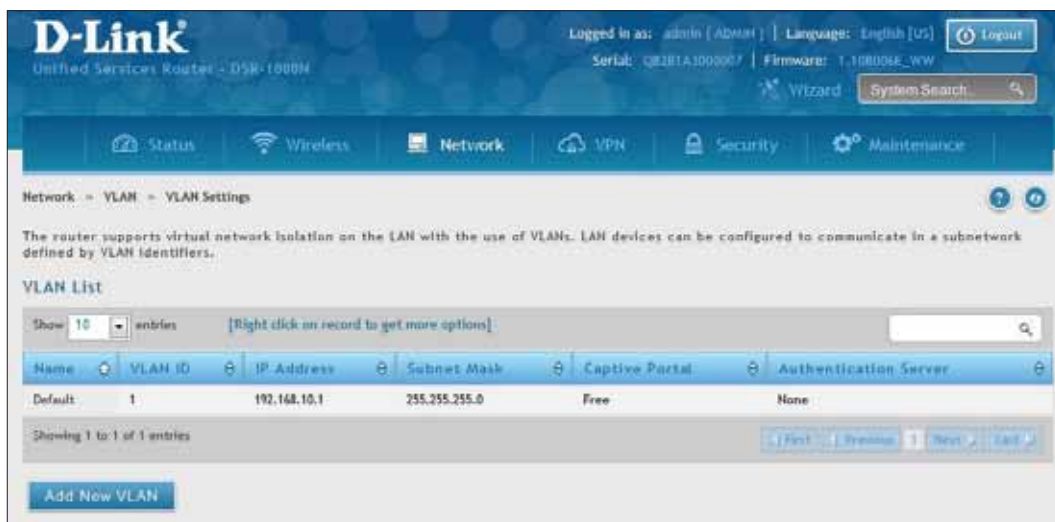 D-Link
Logged in as: admin [ ADMIN ] | Language: English [US]
Logout
Unified Services Router - DSR-1000N
Serial: | Firmware:
Wizard
System Search...
Status
Wireless
Network
VPN
Security
Maintenance
Network » VLAN » VLAN Settings
The router supports virtual network isolation on the LAN with the use of VLANs. LAN devices can be configured to communicate in a subnetwork
defined by VLAN identifiers.
VLAN List
Show 10 entries [Right click on record to get more options]
Name VLAN ID IP Address Subnet Mask Captive Portal Authentication Server
Default 1 192.168.10.1 255.255.255.0 Free None
Showing 1 to 1 of 1 entries
First Previous 1 Next Last
Add New VLAN